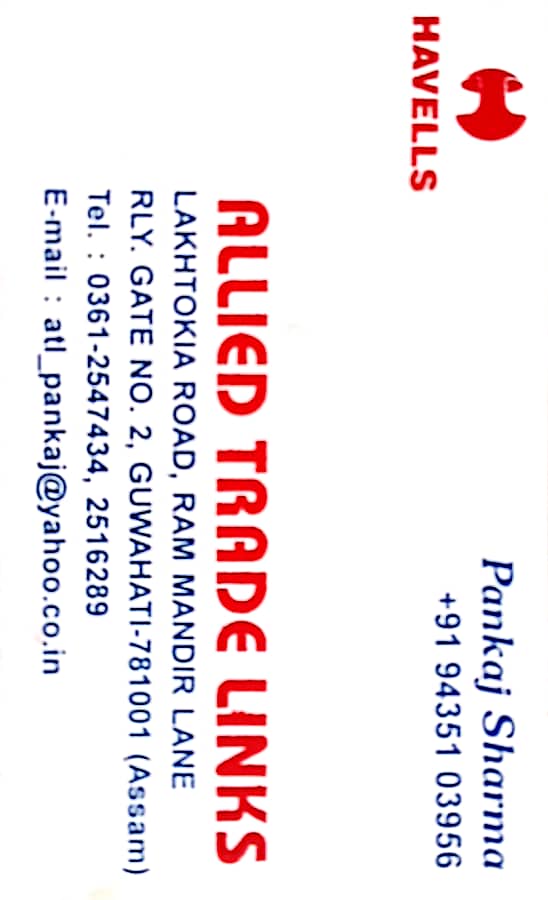 HAVELLS
Pankaj Sharma
+91 94351 03956
ALLIED TRADE LINKS
LAKHTOKIA ROAD, RAM MANDIR LANE
RLY. GATE NO. 2, GUWAHATI-781001 (Assam)
Tel. : 0361-2547434, 2516289
E-mail : atl_pankaj@yahoo.co.in